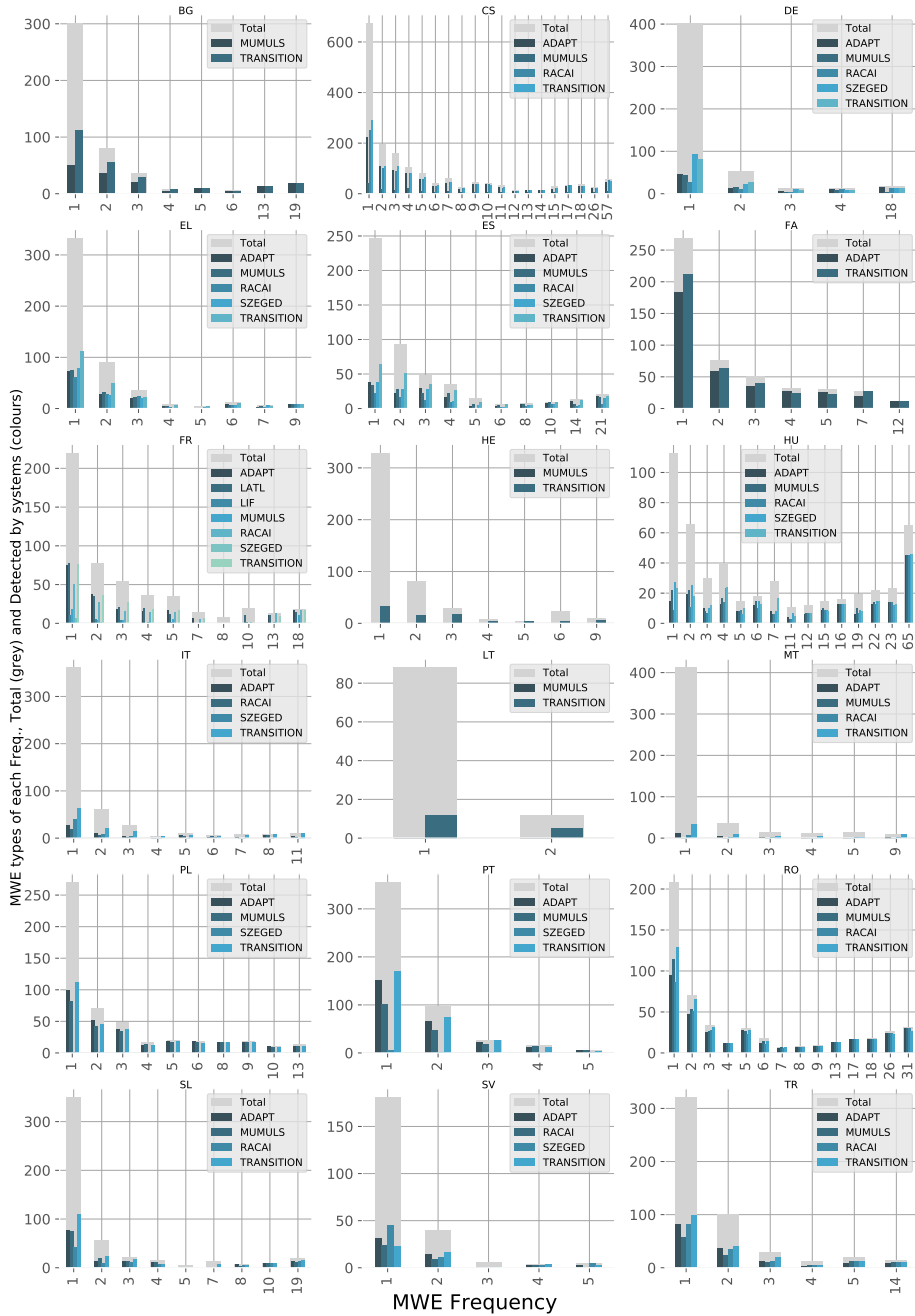 MWE types of each Freq., Total (grey) and Detected by systems (colours)
BG
300
200
100
0
Total
MUMULS
TRANSITION
1 2 3 4 5 6 13 19
CS
600
400
200
0
Total
ADAPT
MUMULS
RACAI
TRANSITION
1 2 3 4 5 6 7 8 9 10 11 12 13 14 15 17 18 26 57
DE
400
300
200
100
0
Total
ADAPT
MUMULS
RACAI
SZEGED
TRANSITION
1 2 3 4 18
EL
300
200
100
0
Total
ADAPT
MUMULS
RACAI
SZEGED
TRANSITION
1 2 3 4 5 6 7 9
ES
250
200
150
100
50
0
Total
ADAPT
MUMULS
RACAI
SZEGED
TRANSITION
1 2 3 4 5 6 8 10 14 21
FA
250
200
150
100
50
0
Total
ADAPT
TRANSITION
1 2 3 4 5 7 12
FR
200
150
100
50
0
Total
ADAPT
LATL
LIF
MUMULS
RACAI
SZEGED
TRANSITION
1 2 3 4 5 7 8 10 13 18
HE
300
200
100
0
Total
MUMULS
TRANSITION
1 2 3 4 5 6 9
HU
100
80
60
40
20
0
Total
ADAPT
MUMULS
RACAI
SZEGED
TRANSITION
1 2 3 4 5 6 7 11 12 15 16 19 22 23 65
IT
300
200
100
0
Total
ADAPT
RACAI
SZEGED
TRANSITION
1 2 3 4 5 6 7 8 11
LT
80
60
40
20
0
Total
MUMULS
TRANSITION
1 2
MT
400
300
200
100
0
Total
ADAPT
MUMULS
RACAI
TRANSITION
1 2 3 4 5 9
PL
250
200
150
100
50
0
Total
ADAPT
MUMULS
SZEGED
TRANSITION
1 2 3 4 5 6 8 9 10 13
PT
300
200
100
0
Total
ADAPT
MUMULS
SZEGED
TRANSITION
1 2 3 4 5
RO
200
150
100
50
0
Total
ADAPT
MUMULS
RACAI
TRANSITION
1 2 3 4 5 6 7 8 9 13 17 18 26 31
SL
300
200
100
0
Total
ADAPT
MUMULS
RACAI
TRANSITION
1 2 3 4 5 7 8 10 19
SV
150
100
50
0
Total
ADAPT
RACAI
SZEGED
TRANSITION
1 2 3 4 5
TR
300
200
100
0
Total
ADAPT
MUMULS
RACAI
TRANSITION
1 2 3 4 5 14
MWE Frequency